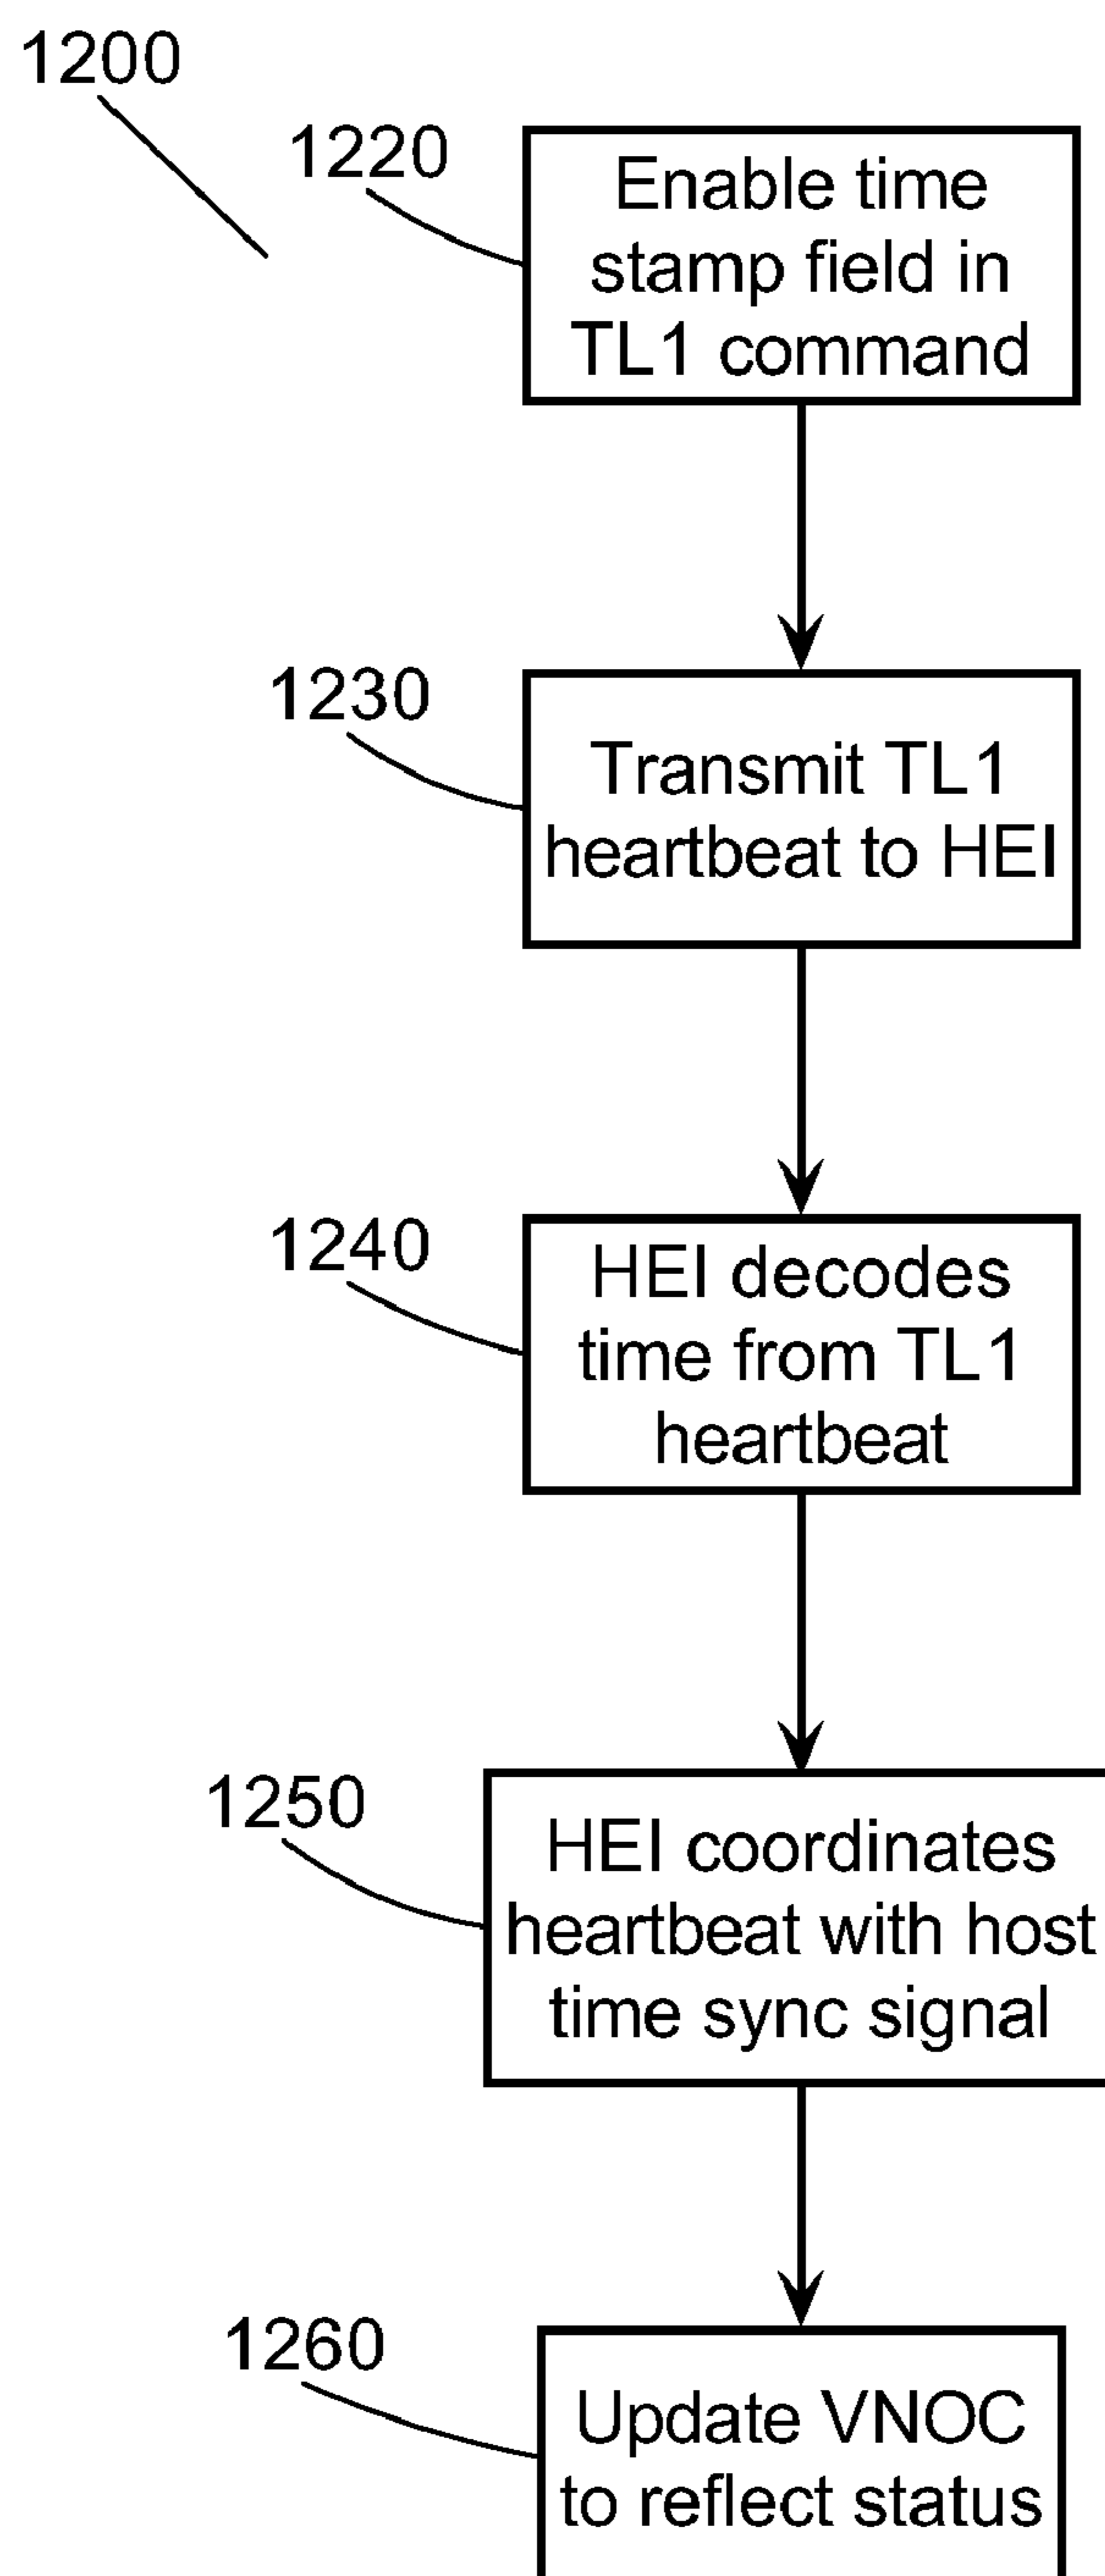 1200
1220
Enable time
stamp field in
TL1 command
1230
Transmit TL1
heartbeat to HEI
1240
HEI decodes
time from TL1
heartbeat
1250
HEI coordinates
heartbeat with host
time sync signal
1260
Update VNOC
to reflect status